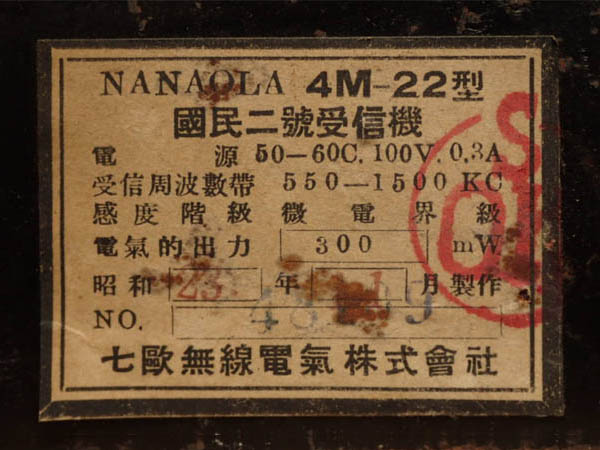 NANAOLA 4M-22型
國民二號受信機
電源 50-60C. 100V. 0.3A
受信周波數帶 550-1500 KC
感度階級 微電界級
電氣的出力 300 mW.
昭和 23 年 1 月製作
NO.
七歐無線電氣株式會社